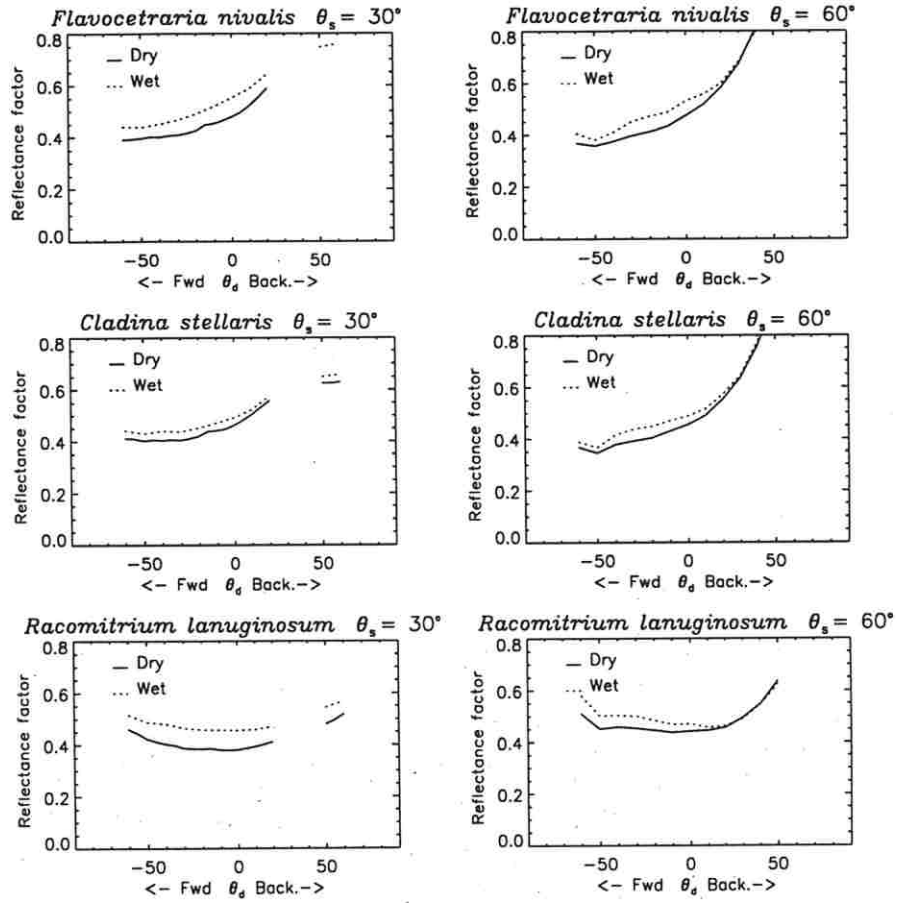 Flavocetraria nivalis θs = 30°
0.8
0.6
0.4
0.2
0.0
Reflectance factor
Dry
Wet
−50 0 50
<− Fwd θd Back.−>
Flavocetraria nivalis θs = 60°
0.8
0.6
0.4
0.2
0.0
Reflectance factor
Dry
Wet
−50 0 50
<− Fwd θd Back.−>
Cladina stellaris θs = 30°
0.8
0.6
0.4
0.2
0.0
Reflectance factor
Dry
Wet
−50 0 50
<− Fwd θd Back.−>
Cladina stellaris θs = 60°
0.8
0.6
0.4
0.2
0.0
Reflectance factor
Dry
Wet
−50 0 50
<− Fwd θd Back.−>
Racomitrium lanuginosum θs = 30°
0.8
0.6
0.4
0.2
0.0
Reflectance factor
Dry
Wet
−50 0 50
<− Fwd θd Back.−>
Racomitrium lanuginosum θs = 60°
0.8
0.6
0.4
0.2
0.0
Reflectance factor
Dry
Wet
−50 0 50
<− Fwd θd Back.−>